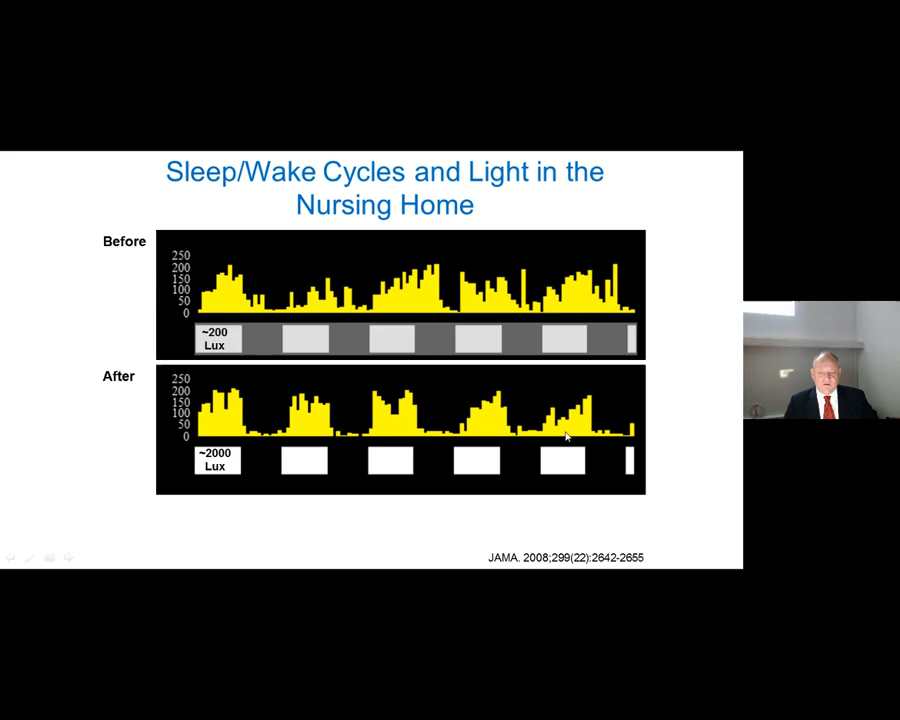 Sleep/Wake Cycles and Light in the
Nursing Home
Before
250
200
150
100
50
0
~200
Lux
After
250
200
150
100
50
0
~2000
Lux
JAMA. 2008;299(22):2642-2655